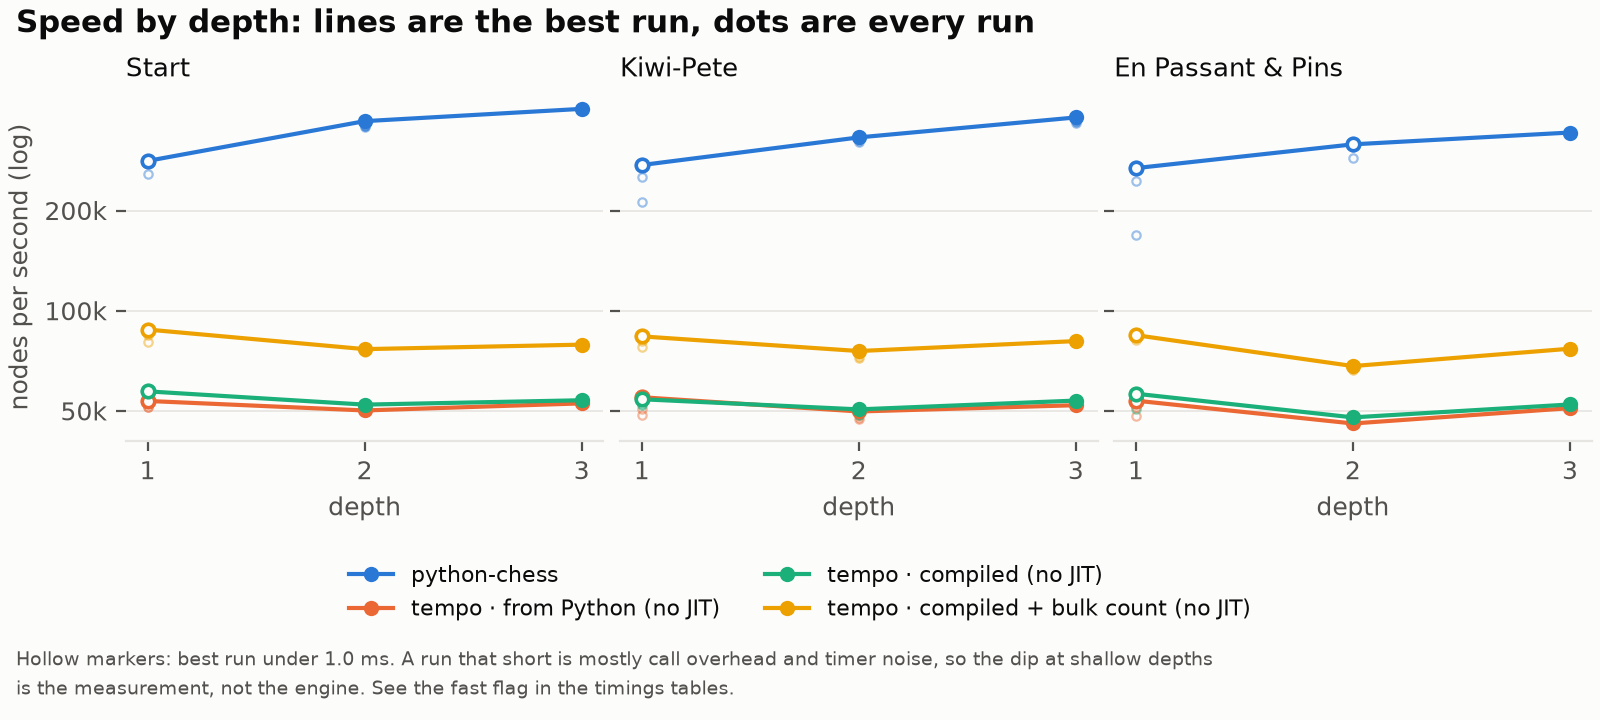 Speed by depth: lines are the best run, dots are every run
Start
Kiwi-Pete
En Passant & Pins
nodes per second (log)
200k
100k
50k
1 2 3
1 2 3
1 2 3
depth
depth
depth
python-chess
tempo · from Python (no JIT)
tempo · compiled (no JIT)
tempo · compiled + bulk count (no JIT)
Hollow markers: best run under 1.0 ms. A run that short is mostly call overhead and timer noise, so the dip at shallow depths
is the measurement, not the engine. See the fast flag in the timings tables.